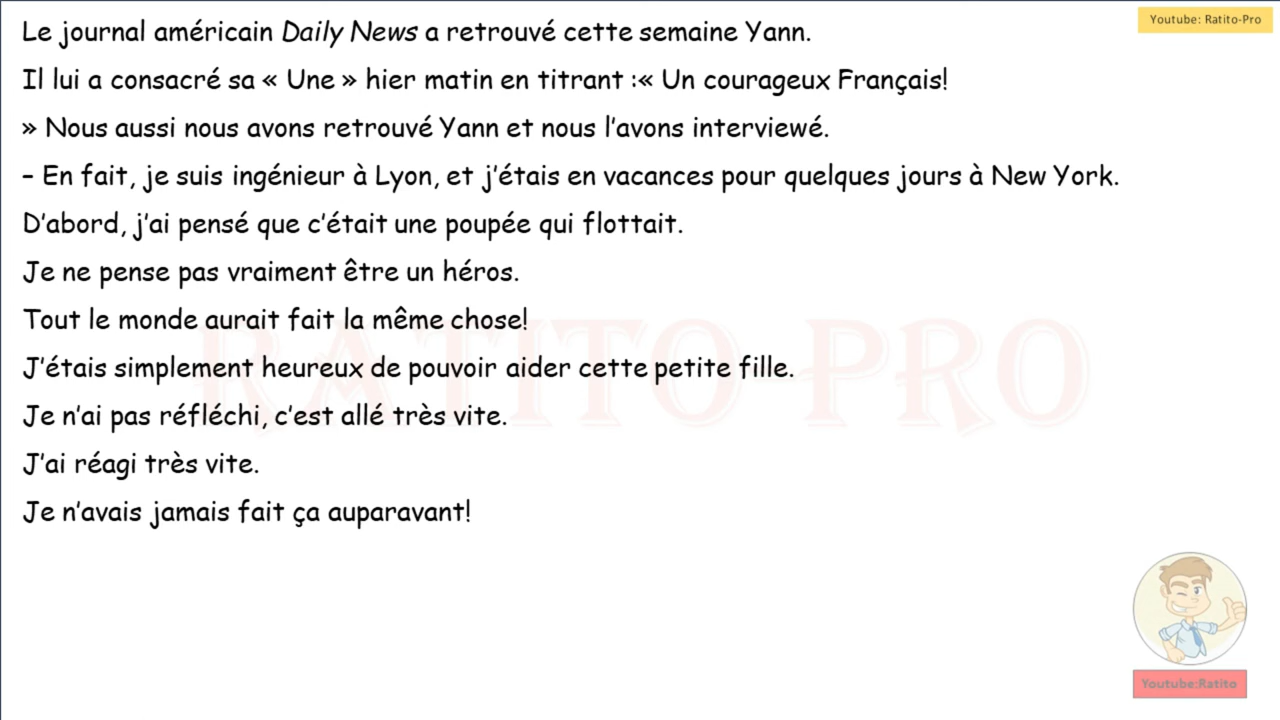 Youtube: Ratito-Pro
Le journal américain Daily News a retrouvé cette semaine Yann.
Il lui a consacré sa « Une » hier matin en titrant :« Un courageux Français!
» Nous aussi nous avons retrouvé Yann et nous l’avons interviewé.
– En fait, je suis ingénieur à Lyon, et j’étais en vacances pour quelques jours à New York.
D’abord, j’ai pensé que c’était une poupée qui flottait.
Je ne pense pas vraiment être un héros.
Tout le monde aurait fait la même chose!
RATITO-PRO
J’étais simplement heureux de pouvoir aider cette petite fille.
Je n’ai pas réfléchi, c’est allé très vite.
J’ai réagi très vite.
Je n’avais jamais fait ça auparavant!
Youtube:Ratito